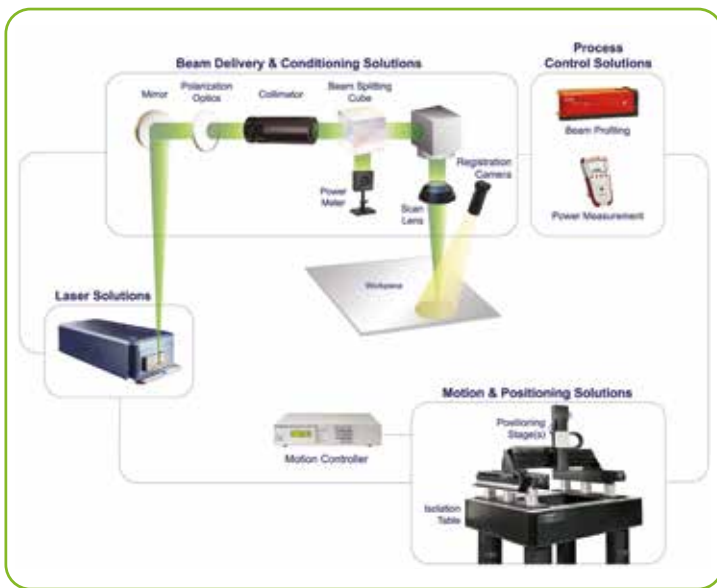 Beam Delivery & Conditioning Solutions
Process
Control Solutions
Mirror
Polarization
Optics
Collimator
Beam Splitting
Cube
Beam Profiling
Registration
Camera
Power
Meter
Scan
Lens
Power Measurement
Workpiece
Laser Solutions
Motion & Positioning Solutions
Positioning
Stage(s)
Motion Controller
Isolation
Table